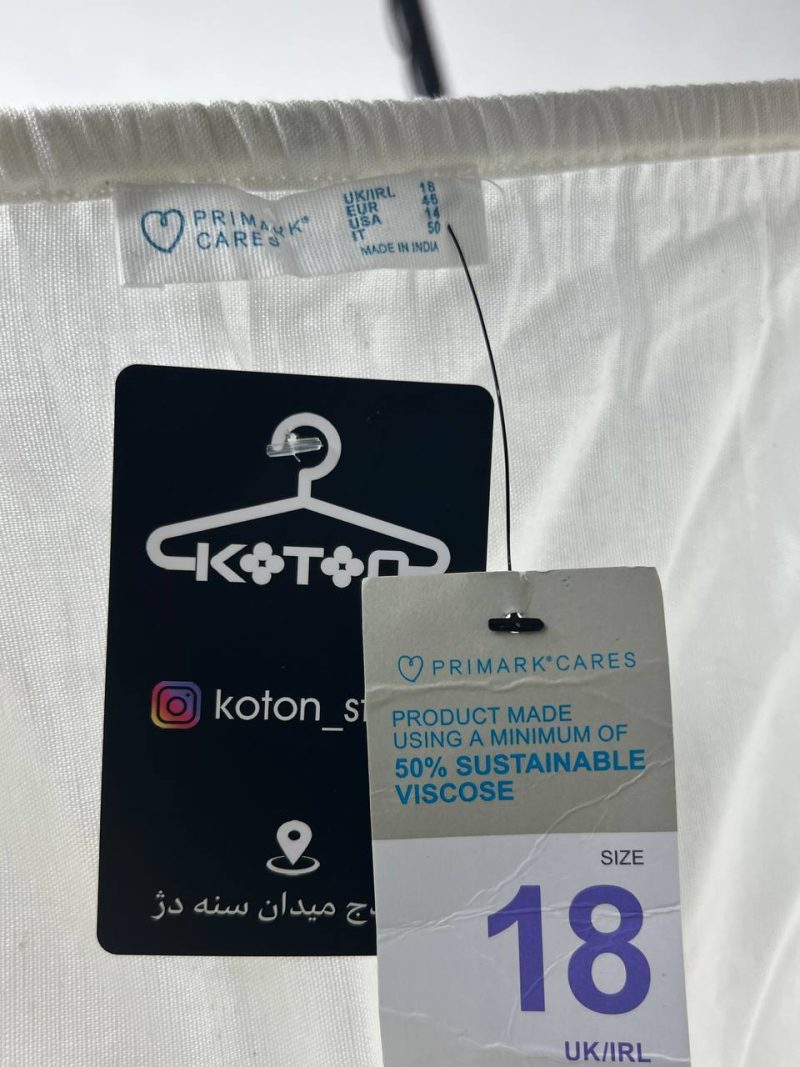 PRIMARK®
CARES
UK/IRL 18
EUR 46
USA 14
IT 50
MADE IN INDIA
KOTON
koton_st
میدان سنه دژ
PRIMARK®CARES
PRODUCT MADE
USING A MINIMUM OF
50% SUSTAINABLE
VISCOSE
SIZE
18
UK/IRL